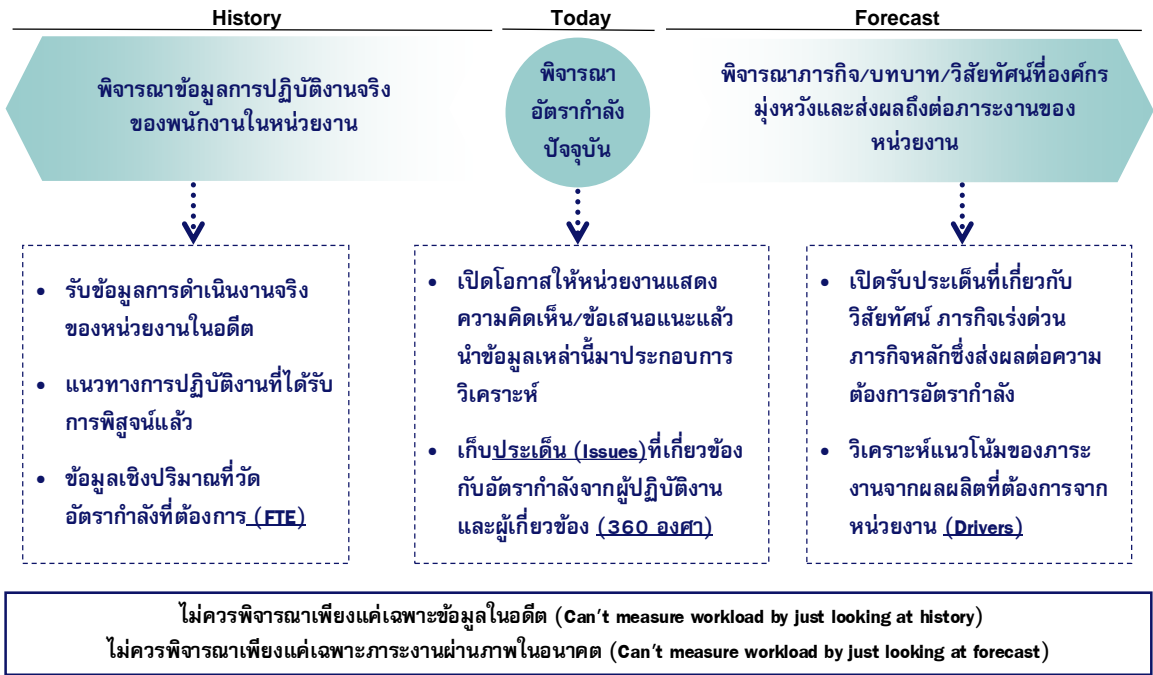 History
Today
Forecast
พิจารณาข้อมูลการปฏิบัติงานจริง
ของพนักงานในหน่วยงาน
พิจารณา
อัตรากำลัง
ปัจจุบัน
พิจารณาภารกิจ/บทบาท/วิสัยทัศน์ที่องค์กร
มุ่งหวังและส่งผลถึงต่อภาระงานของ
หน่วยงาน
• รับข้อมูลการดำเนินงานจริง
ของหน่วยงานในอดีต
• แนวทางการปฏิบัติงานที่ได้รับ
การพิสูจน์แล้ว
• ข้อมูลเชิงปริมาณที่วัด
อัตรากำลังที่ต้องการ (FTE)
• เปิดโอกาสให้หน่วยงานแสดง
ความคิดเห็น/ข้อเสนอแนะแล้ว
นำข้อมูลเหล่านี้มาประกอบการ
วิเคราะห์
• เก็บประเด็น (Issues)ที่เกี่ยวข้อง
กับอัตรากำลังจากผู้ปฏิบัติงาน
และผู้เกี่ยวข้อง (360 องศา)
• เปิดรับประเด็นที่เกี่ยวกับ
วิสัยทัศน์ ภารกิจเร่งด่วน
ภารกิจหลักซึ่งส่งผลต่อความ
ต้องการอัตรากำลัง
• วิเคราะห์แนวโน้มของภาระ
งานจากผลผลิตที่ต้องการจาก
หน่วยงาน (Drivers)
ไม่ควรพิจารณาเพียงแค่เฉพาะข้อมูลในอดีต (Can't measure workload by just looking at history)
ไม่ควรพิจารณาเพียงแค่เฉพาะภาระงานผ่านภาพในอนาคต (Can't measure workload by just looking at forecast)